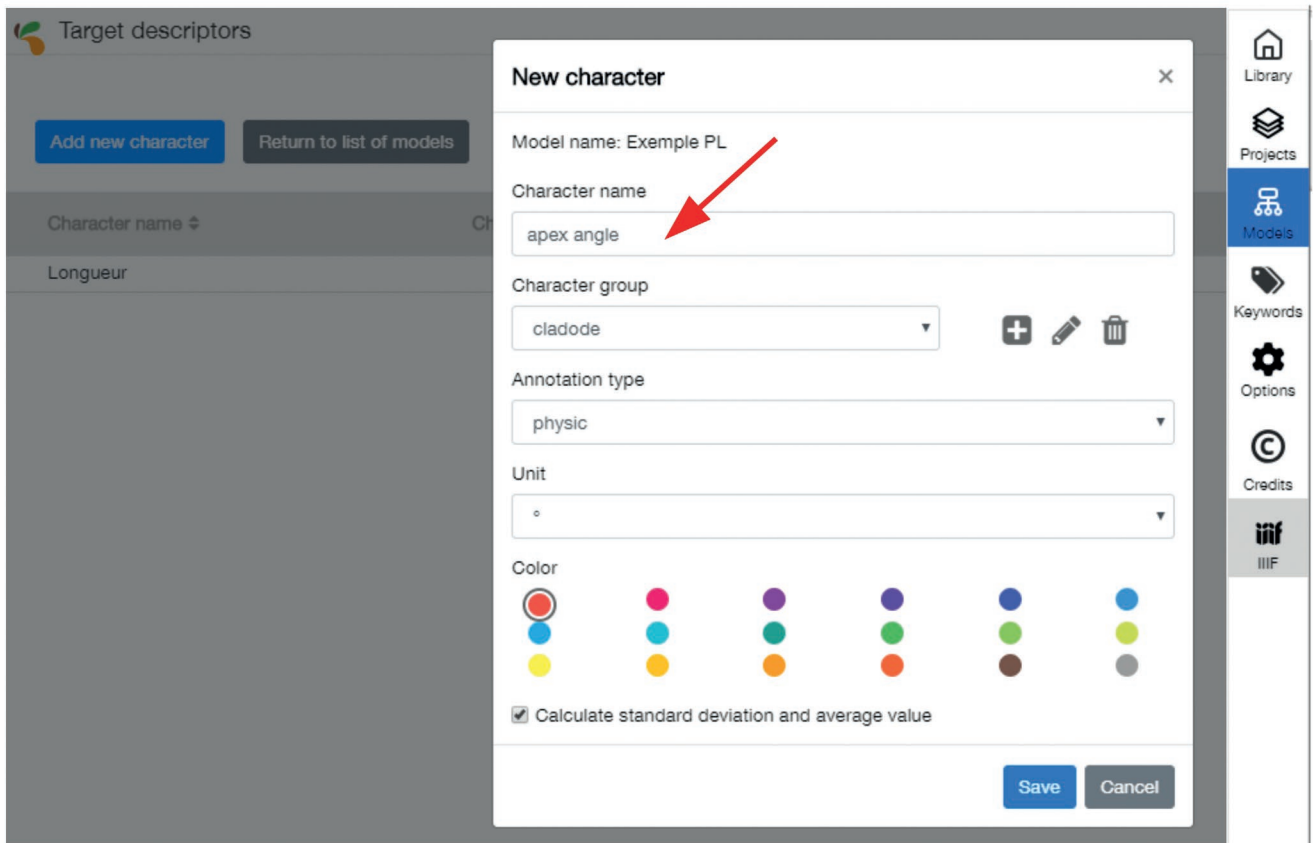 Target descriptors
Add new character
Return to list of models
Character name
Ch
Longueur
New character
×
Model name: Exemple PL
Character name
apex angle
Character group
cladode
Annotation type
physic
Unit
°
Color
Calculate standard deviation and average value
Save
Cancel
Library
Projects
Models
Keywords
Options
©
Credits
iiif
IIIF